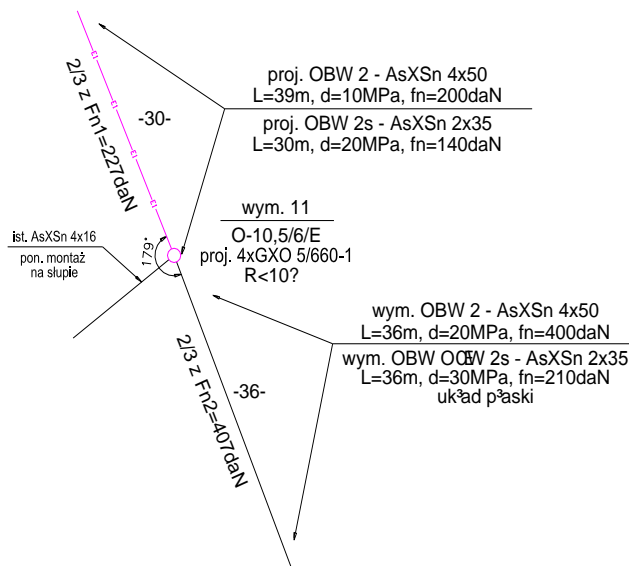 proj. OBW 2 - AsXSn 4x50
L=39m, d=10MPa, fn=200daN
proj. OBW 2s - AsXSn 2x35
L=30m, d=20MPa, fn=140daN
2/3 z Fn1=227daN
-30-
wym. 11
O-10,5/6/E
proj. 4xGXO 5/660-1
R<10?
ist. AsXSn 4x16
pon. montaż
na słupie
179°
wym. OBW 2 - AsXSn 4x50
L=36m, d=20MPa, fn=400daN
wym. OBW 2s - AsXSn 2x35
L=36m, d=30MPa, fn=210daN
uk³ad p³aski
2/3 z Fn2=407daN
-36-